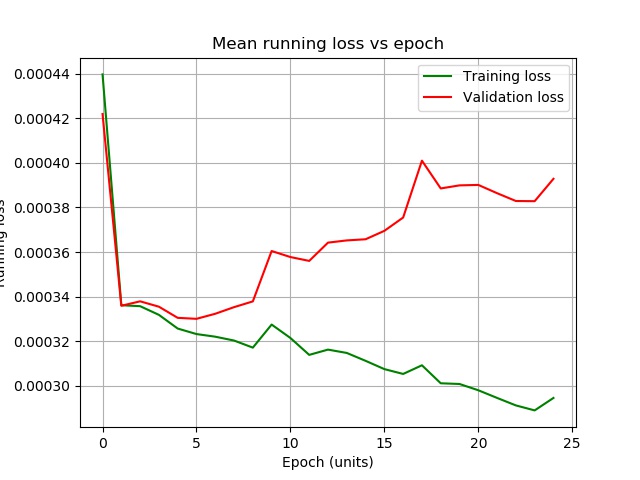 Mean running loss vs epoch
Training loss
Validation loss
0.00044
0.00042
0.00040
0.00038
0.00036
0.00034
0.00032
0.00030
loss
0
5
10
15
20
25
Epoch (units)